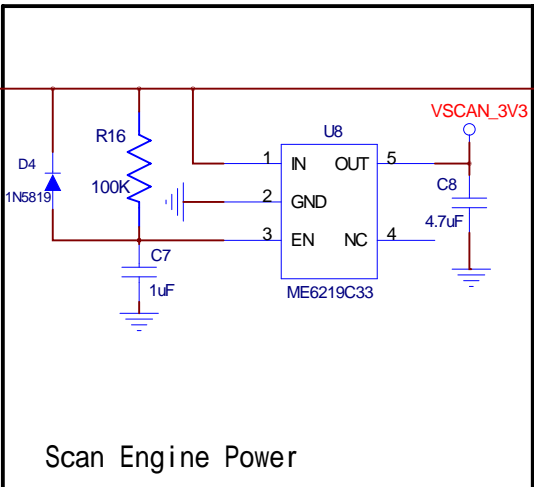 VSCAN_3V3
R16
100K
D4
1N5819
U8
1 IN OUT 5
2 GND
3 EN NC 4
ME6219C33
C8
4.7uF
C7
1uF
Scan Engine Power